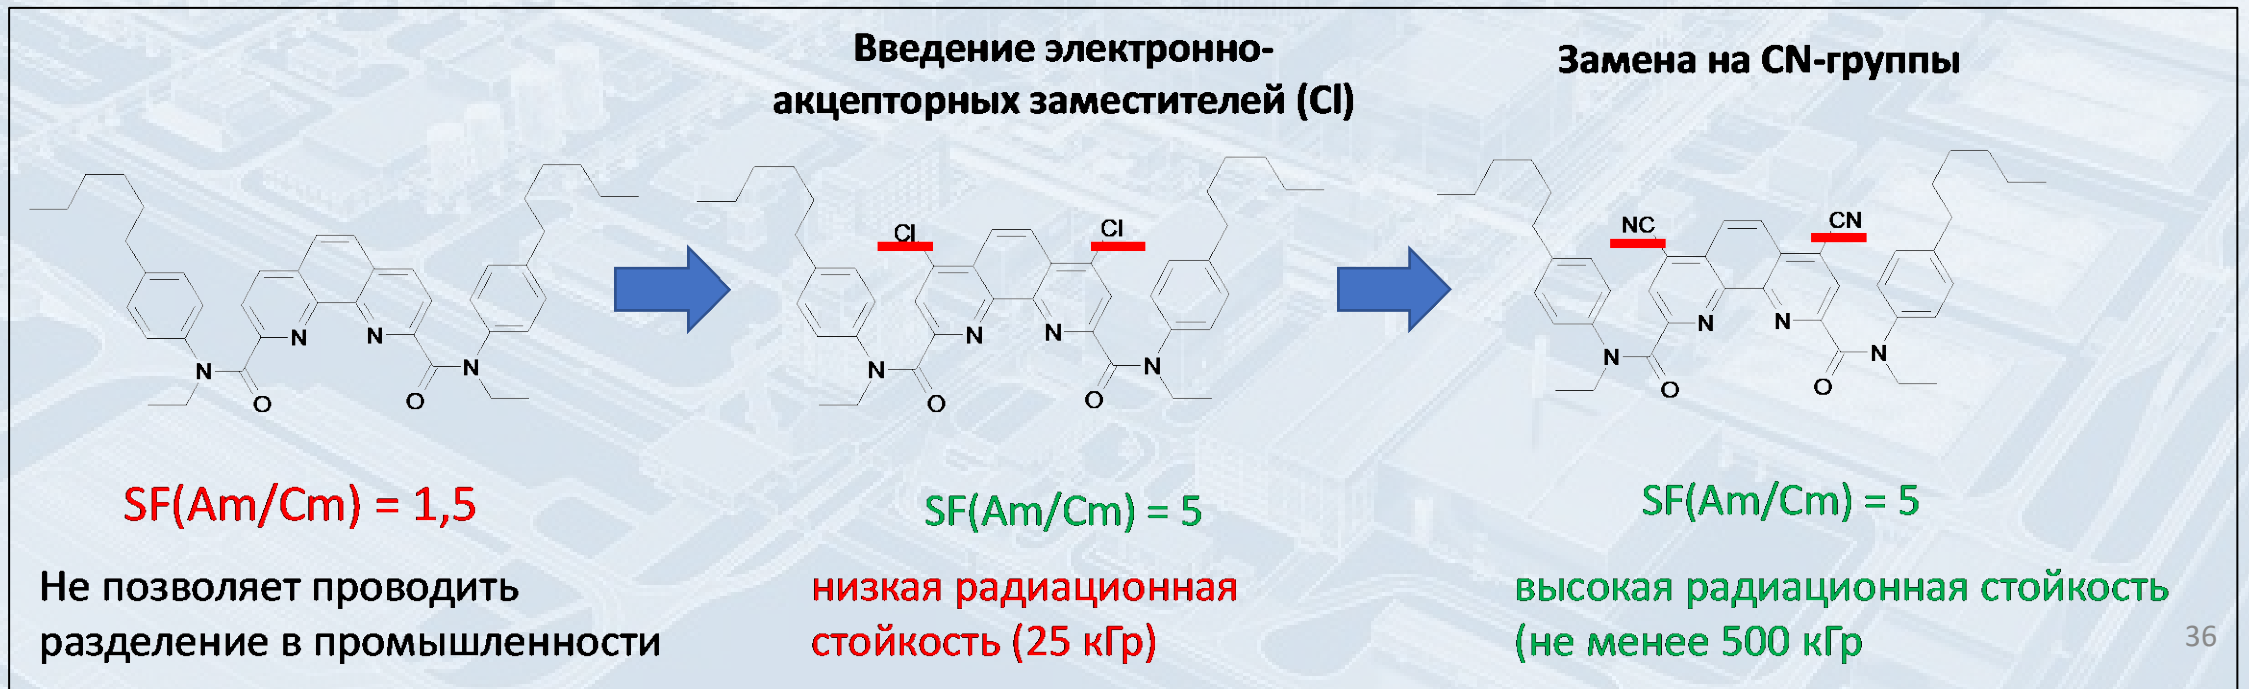 Введение электронно-
акцепторных заместителей (Cl)
Замена на CN-группы
N
N
N
N
O
O
Cl
Cl
N
N
N
N
O
O
NC
CN
N
N
N
N
O
O
SF(Am/Cm) = 1,5
SF(Am/Cm) = 5
SF(Am/Cm) = 5
Не позволяет проводить
разделение в промышленности
низкая радиационная
стойкость (25 кГр)
высокая радиационная стойкость
(не менее 500 кГр
36